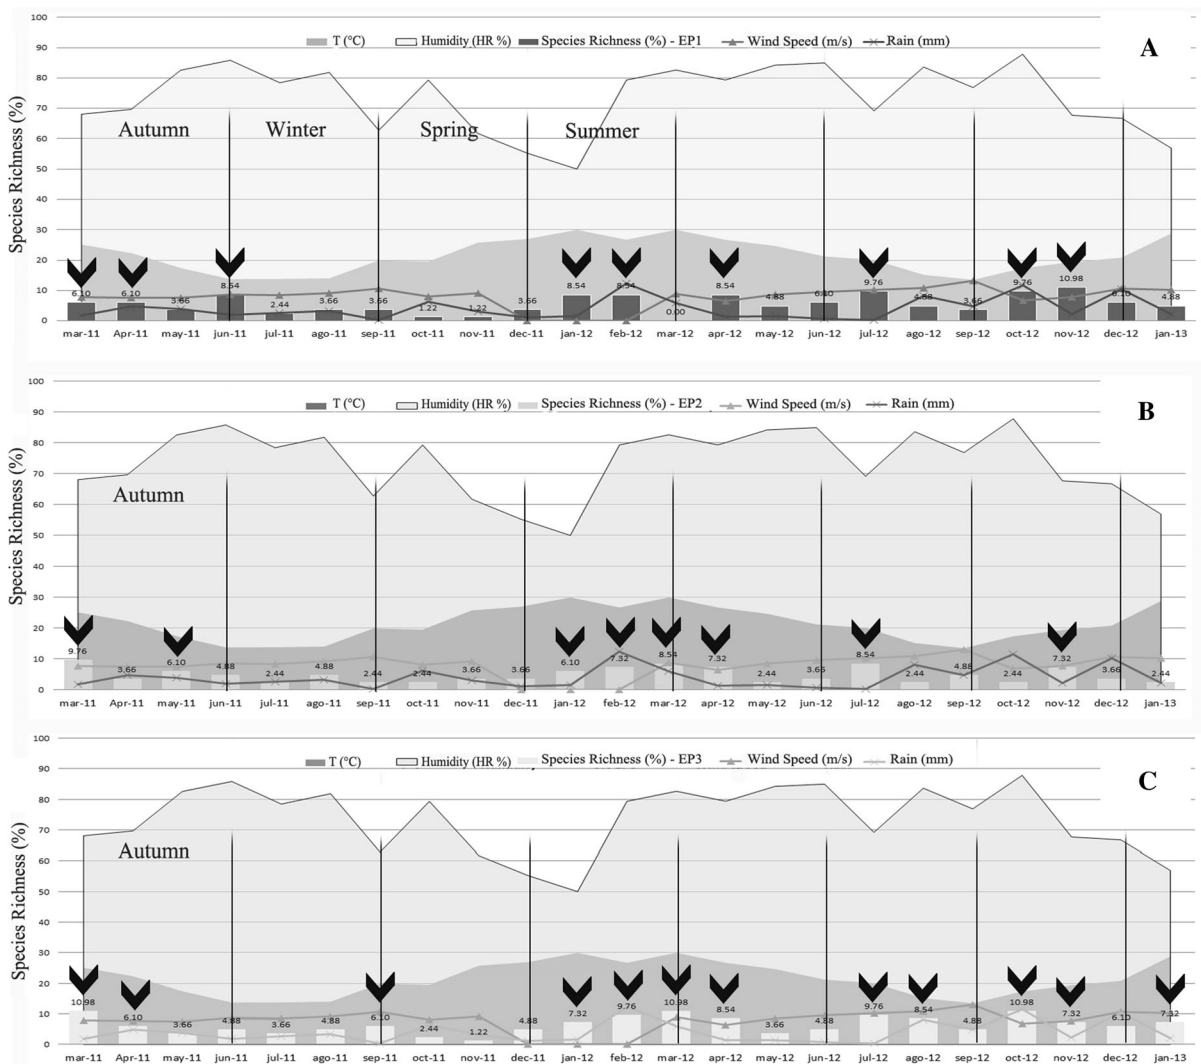 A
T (°C) Humidity (HR %) Species Richness (%) - EP1 Wind Speed (m/s) Rain (mm)
Species Richness (%)
100
90
80
70
60
50
40
30
20
10
0
Autumn Winter Spring Summer
6.10 6.10 3.66 8.54 2.44 3.66 3.66 1.22 1.22 3.66 8.54 8.54 0.00 8.54 4.88 6.10 9.76 4.88 3.66 9.76 10.98 6.10 4.88
mar-11 Apr-11 may-11 jun-11 jul-11 ago-11 sep-11 oct-11 nov-11 dec-11 jan-12 feb-12 mar-12 apr-12 may-12 jun-12 jul-12 ago-12 sep-12 oct-12 nov-12 dec-12 jan-13
B
T (°C) Humidity (HR %) Species Richness (%) - EP2 Wind Speed (m/s) Rain (mm)
Species Richness (%)
100
90
80
70
60
50
40
30
20
10
0
Autumn
9.76 3.66 6.10 4.88 2.44 4.88 2.44 2.44 3.66 3.66 6.10 7.32 8.54 7.32 2.44 3.66 8.54 2.44 4.88 2.44 7.32 3.66 2.44
mar-11 Apr-11 may-11 jun-11 jul-11 ago-11 sep-11 oct-11 nov-11 dec-11 jan-12 feb-12 mar-12 apr-12 may-12 jun-12 jul-12 ago-12 sep-12 oct-12 nov-12 dec-12 jan-13
C
T (°C) Humidity (HR %) Species Richness (%) - EP3 Wind Speed (m/s) Rain (mm)
Species Richness (%)
100
90
80
70
60
50
40
30
20
10
0
Autumn
10.98 6.10 3.66 4.88 3.66 4.88 6.10 2.44 1.22 4.88 7.32 9.76 10.98 8.54 3.66 4.88 9.76 8.54 4.88 10.98 7.32 6.10 7.32
mar-11 Apr-11 may-11 jun-11 jul-11 ago-11 sep-11 oct-11 nov-11 dec-11 jan-12 feb-12 mar-12 apr-12 may-12 jun-12 jul-12 ago-12 sep-12 oct-12 nov-12 dec-12 jan-13